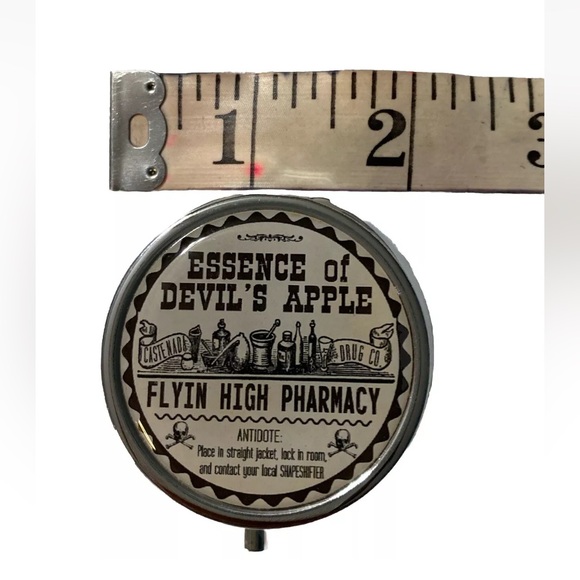 1 2 3
ESSENCE of
DEVIL'S APPLE
CASTENADA DRUG CO.
FLYIN HIGH PHARMACY
ANTIDOTE:
Place in straight jacket, lock in room,
and contact your local SHAPESHIFTER